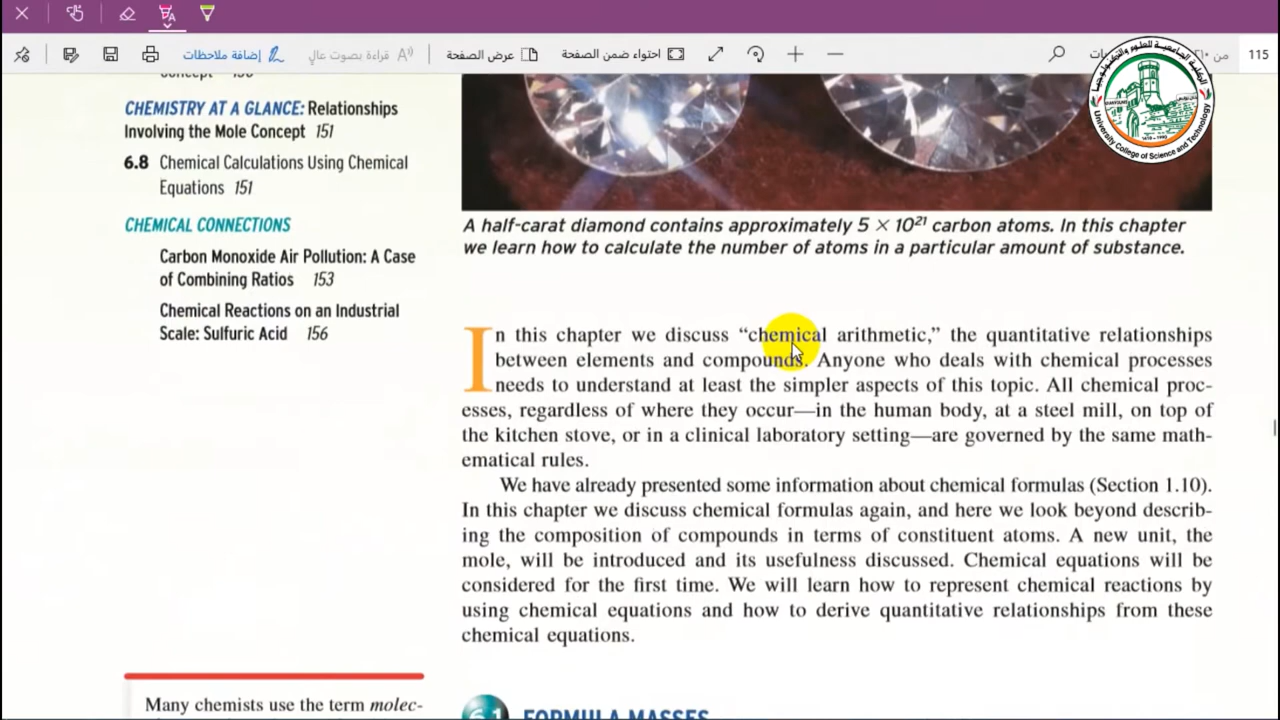 إضافة ملاحظات
قراءة بصوت عالٍ
عرض الصفحة
احتواء ضمن الصفحة
من
115
University College of Science and Technology
CHEMISTRY AT A GLANCE: Relationships
Involving the Mole Concept 151
6.8 Chemical Calculations Using Chemical
Equations 151
CHEMICAL CONNECTIONS
Carbon Monoxide Air Pollution: A Case
of Combining Ratios 153
Chemical Reactions on an Industrial
Scale: Sulfuric Acid 156
Many chemists use the term molec-
A half-carat diamond contains approximately 5 × 10²¹ carbon atoms. In this chapter
we learn how to calculate the number of atoms in a particular amount of substance.
In this chapter we discuss “chemical arithmetic,” the quantitative relationships
between elements and compounds. Anyone who deals with chemical processes
needs to understand at least the simpler aspects of this topic. All chemical proc-
esses, regardless of where they occur—in the human body, at a steel mill, on top of
the kitchen stove, or in a clinical laboratory setting—are governed by the same math-
ematical rules.
We have already presented some information about chemical formulas (Section 1.10).
In this chapter we discuss chemical formulas again, and here we look beyond describ-
ing the composition of compounds in terms of constituent atoms. A new unit, the
mole, will be introduced and its usefulness discussed. Chemical equations will be
considered for the first time. We will learn how to represent chemical reactions by
using chemical equations and how to derive quantitative relationships from these
chemical equations.
6.1 FORMULA MASSES